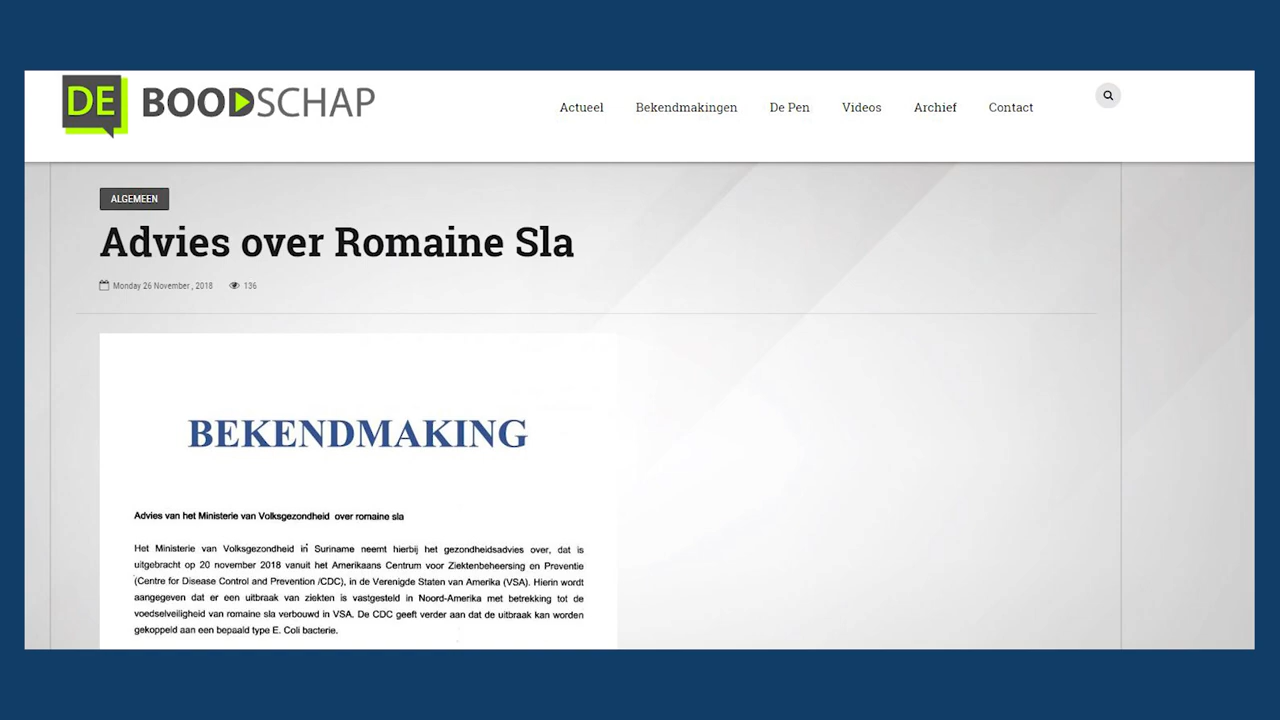 DE BOODSCHAP
Actueel Bekendmakingen De Pen Videos Archief Contact
ALGEMEEN
Advies over Romaine Sla
Monday 26 November , 2018 136
BEKENDMAKING
Advies van het Ministerie van Volksgezondheid over romaine sla
Het Ministerie van Volksgezondheid in Suriname neemt hierbij het gezondheidsadvies over, dat is
uitgebracht op 20 november 2018 vanuit het Amerikaans Centrum voor Ziektenbeheersing en Preventie
(Centre for Disease Control and Prevention /CDC), in de Verenigde Staten van Amerika (VSA). Hierin wordt
aangegeven dat er een uitbraak van ziekten is vastgesteld in Noord-Amerika met betrekking tot de
voedselveiligheid van romaine sla verbouwd in VSA. De CDC geeft verder aan dat de uitbraak kan worden
gekoppeld aan een bepaald type E. Coli bacterie.